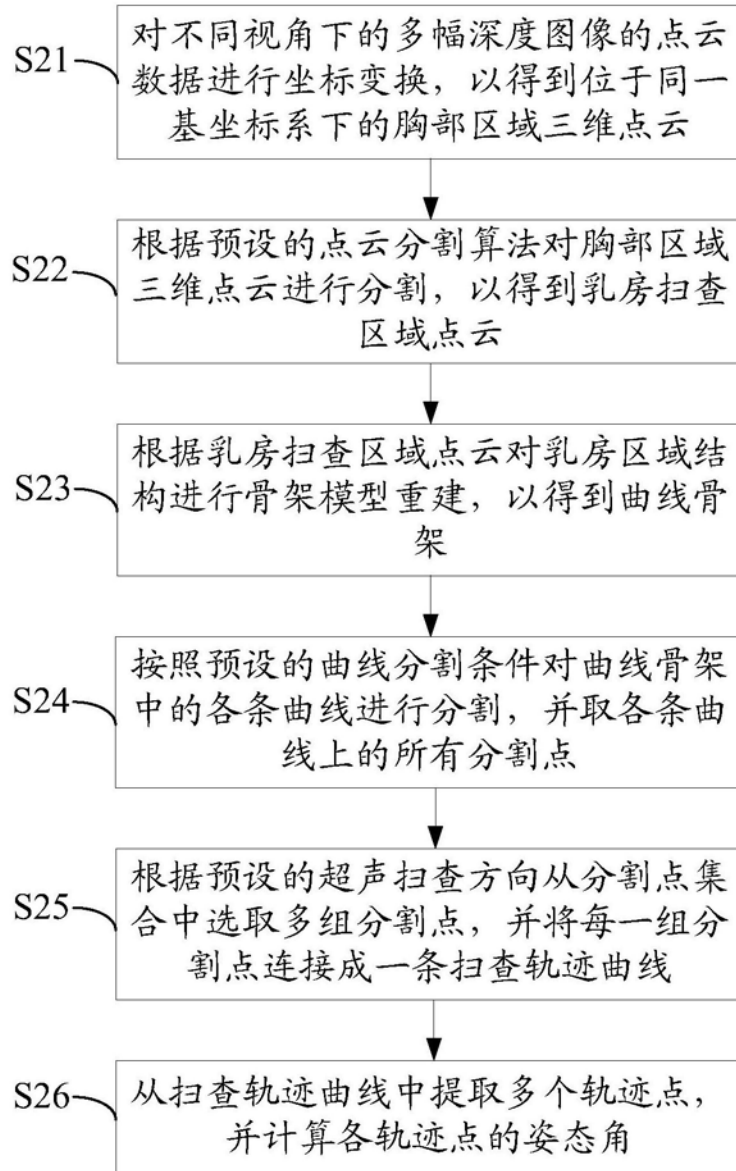 S21
对不同视角下的多幅深度图像的点云
数据进行坐标变换，以得到位于同一
基坐标系下的胸部区域三维点云
S22
根据预设的点云分割算法对胸部区域
三维点云进行分割，以得到乳房扫查
区域点云
S23
根据乳房扫查区域点云对乳房区域结
构进行骨架模型重建，以得到曲线骨
架
S24
按照预设的曲线分割条件对曲线骨架
中的各条曲线进行分割，并取各条曲
线上的所有分割点
S25
根据预设的超声扫查方向从分割点集
合中选取多组分割点，并将每一组分
割点连接成一条扫查轨迹曲线
S26
从扫查轨迹曲线中提取多个轨迹点，
并计算各轨迹点的姿态角